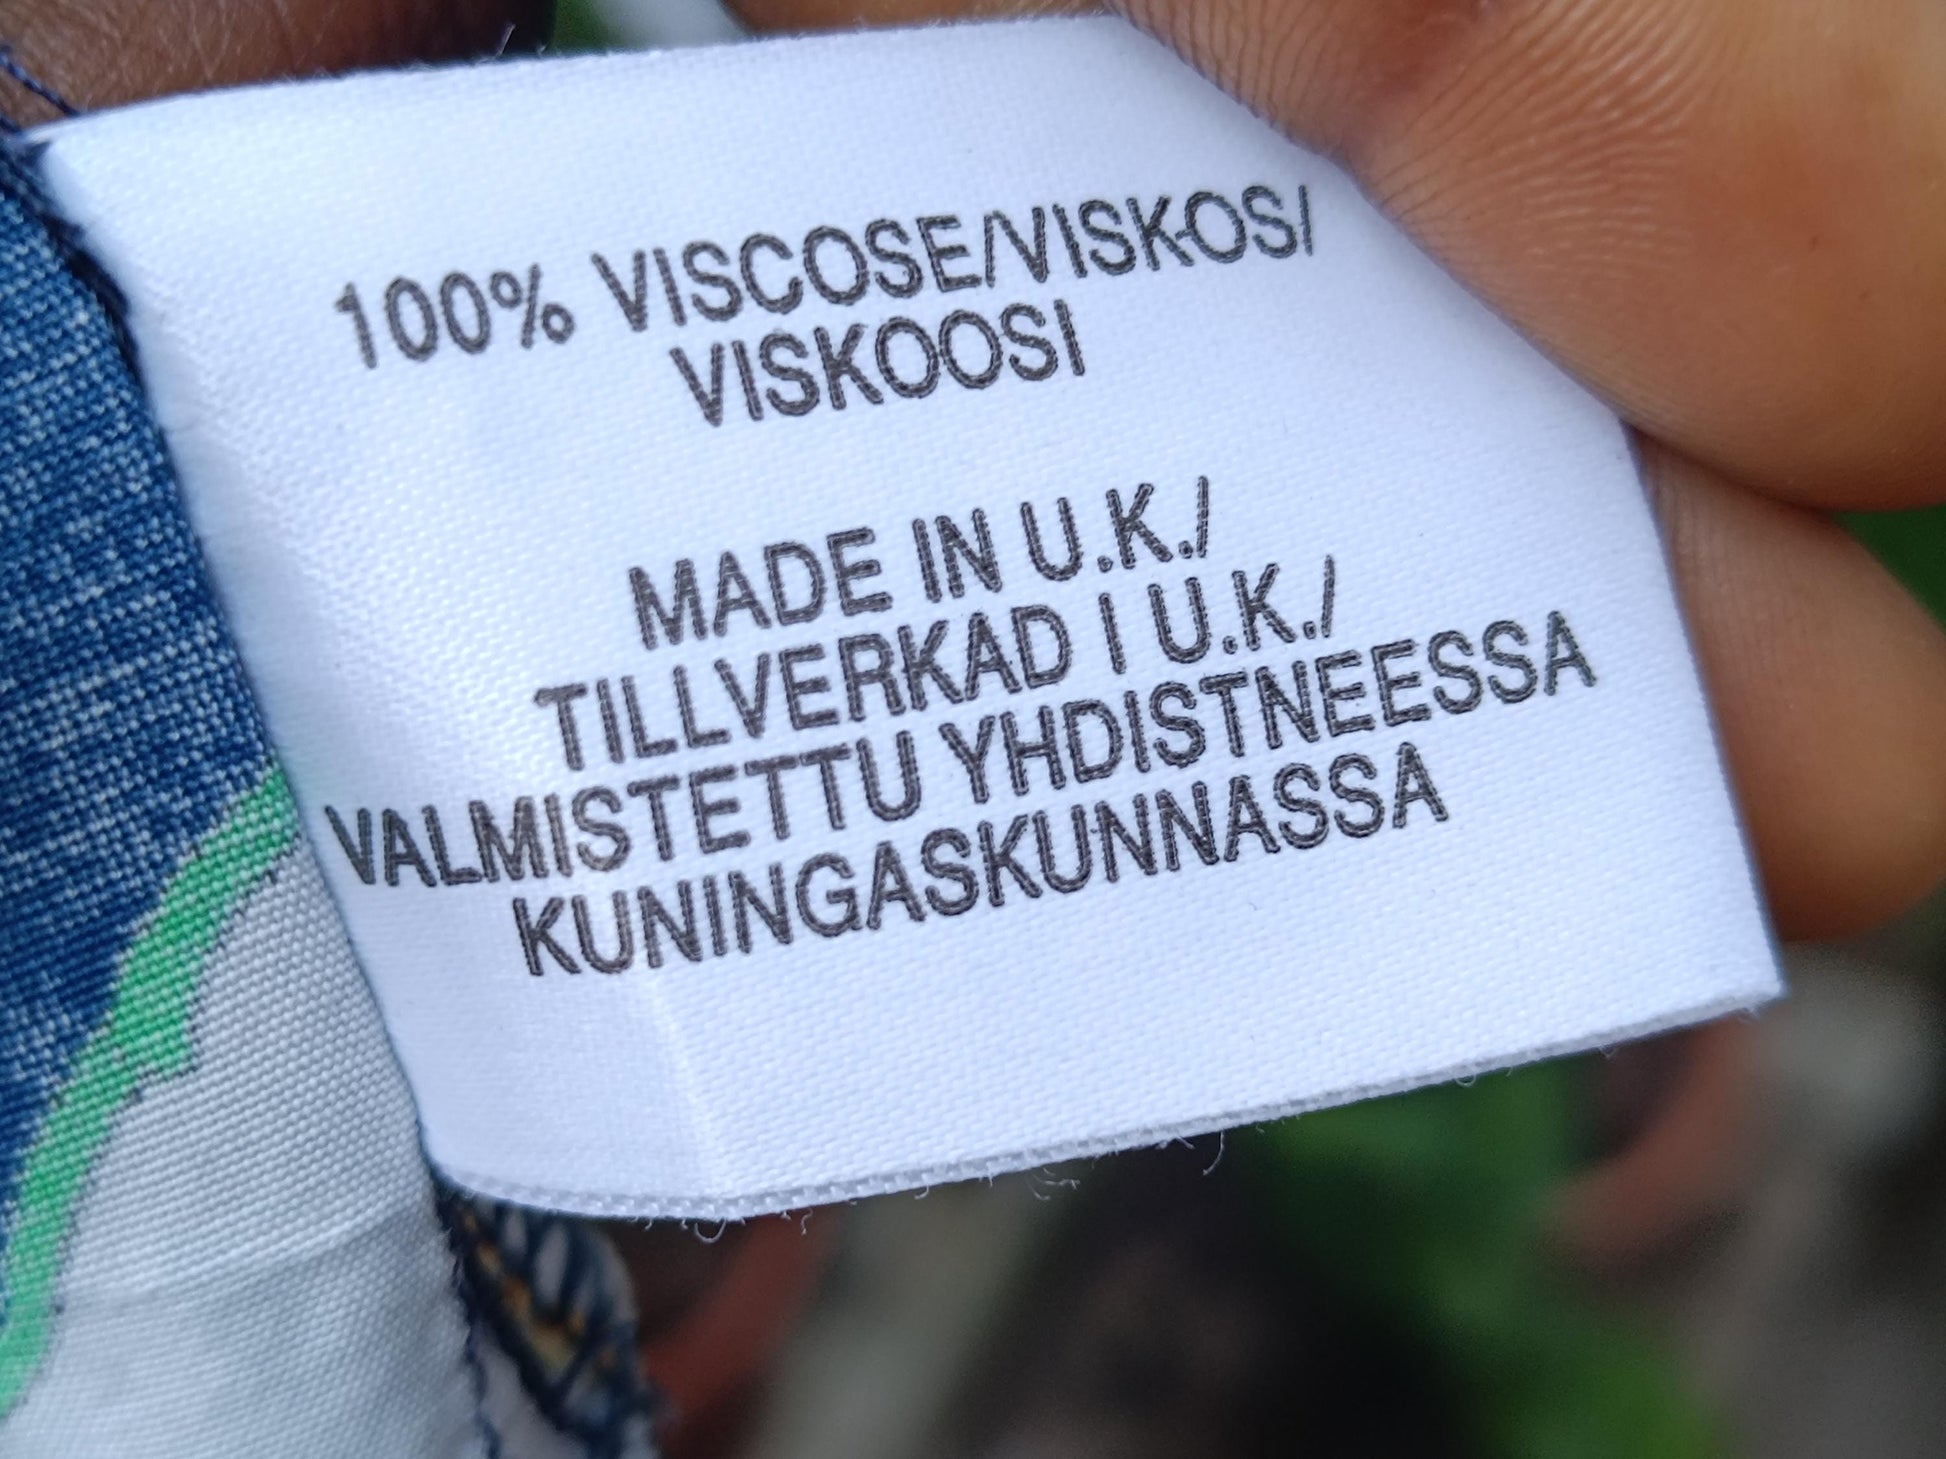 100% VISCOSE/VISKOS/
VISKOOSI
MADE IN U.K./
TILLVERKAD I U.K./
VALMISTETTU YHDISTNEESSA
KUNINGASKUNNASSA